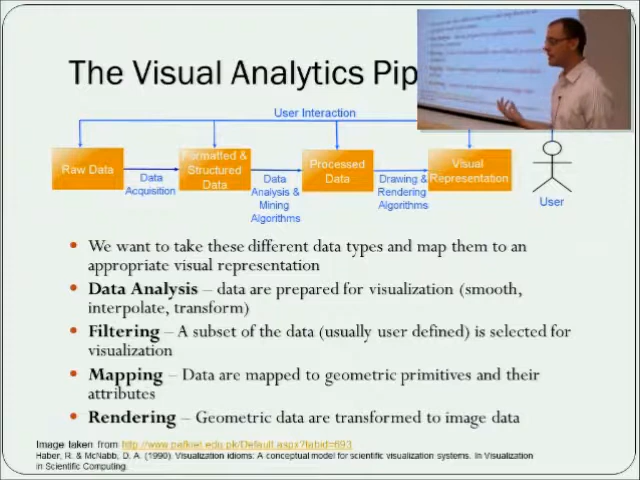 The Visual Analytics Pip
User Interaction
Raw Data
Data
Acquisition
Formatted &
Structured
Data
Data
Analysis &
Mining
Algorithms
Processed
Data
Drawing &
Rendering
Algorithms
Visual
Representation
User
• We want to take these different data types and map them to an
appropriate visual representation
• Data Analysis – data are prepared for visualization (smooth,
interpolate, transform)
• Filtering – A subset of the data (usually user defined) is selected for
visualization
• Mapping – Data are mapped to geometric primitives and their
attributes
• Rendering – Geometric data are transformed to image data
Image taken from
Haber, R. & McNabb, D. A. (1990). Visualization idioms: A conceptual model for scientific visualization systems. In Visualization
in Scientific Computing.